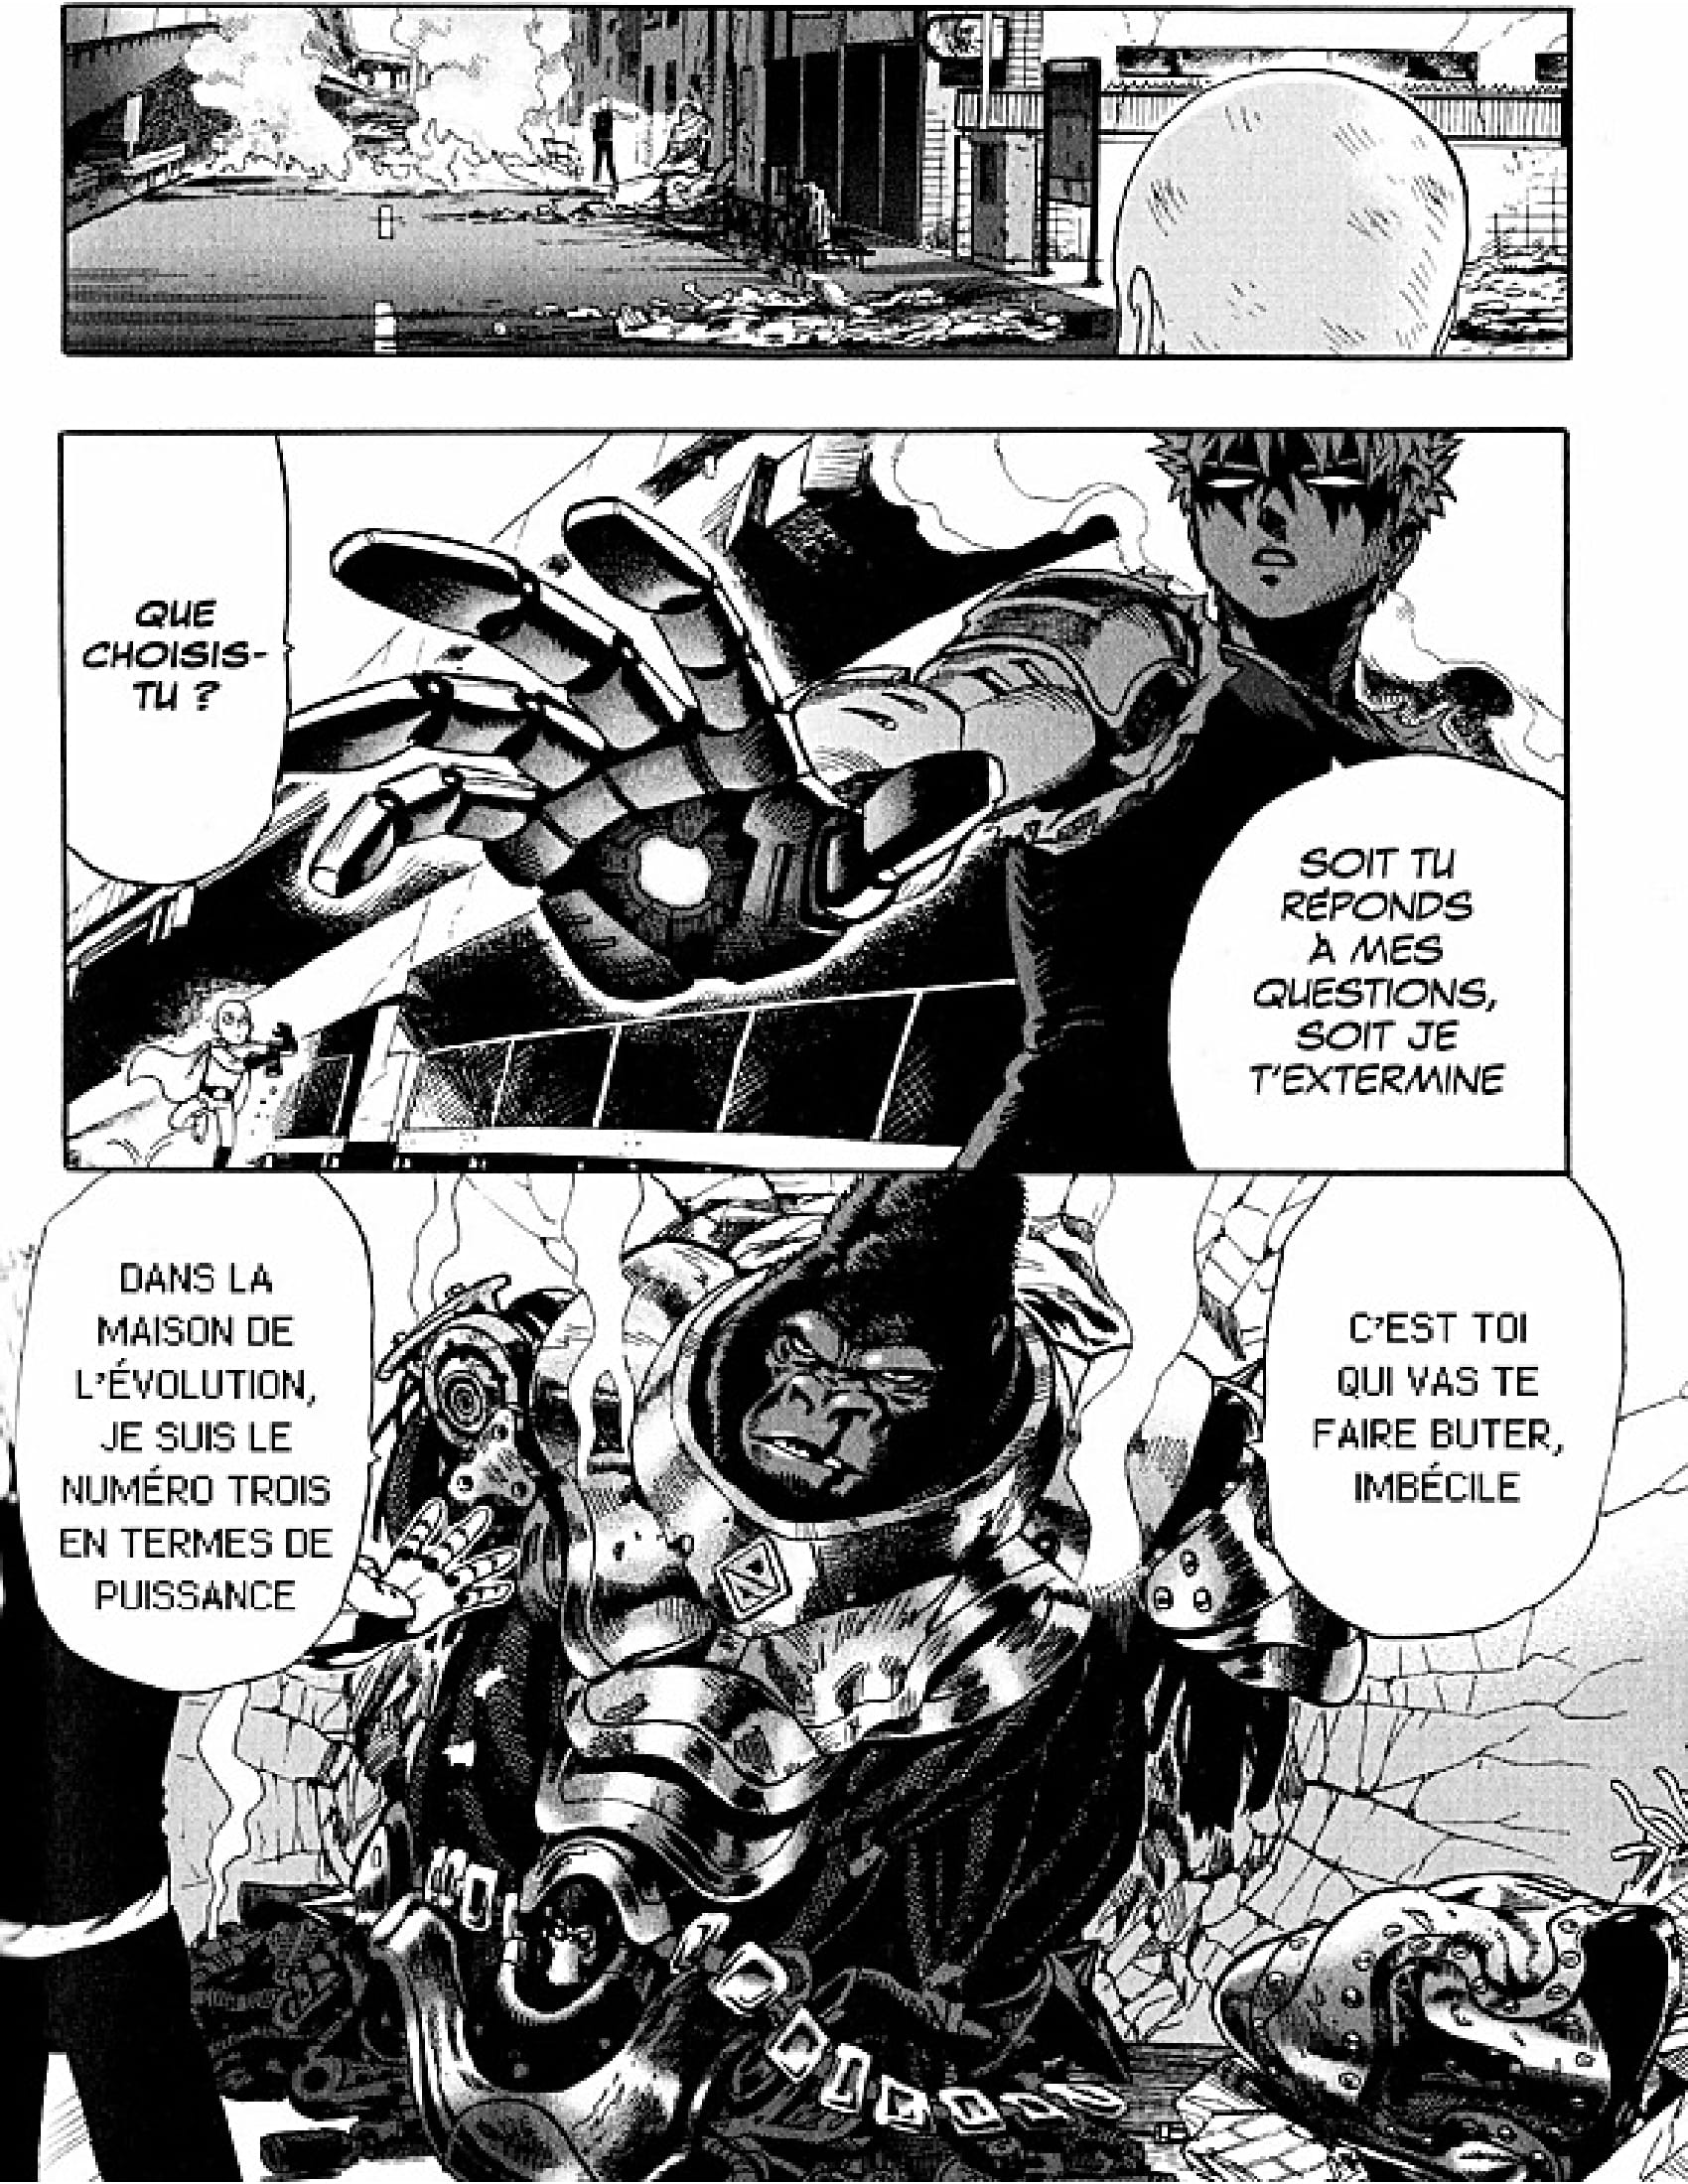 SOIT TU
RÉPONDS
À MES
QUESTIONS,
SOIT JE
T'EXTERMINE
QUE
CHOISIS-
TU ?
C'EST TOI
QUI VAS TE
FAIRE BUTER,
IMBÉCILE
DANS LA
MAISON DE
L'ÉVOLUTION,
JE SUIS LE
NUMÉRO TROIS
EN TERMES DE
PUISSANCE